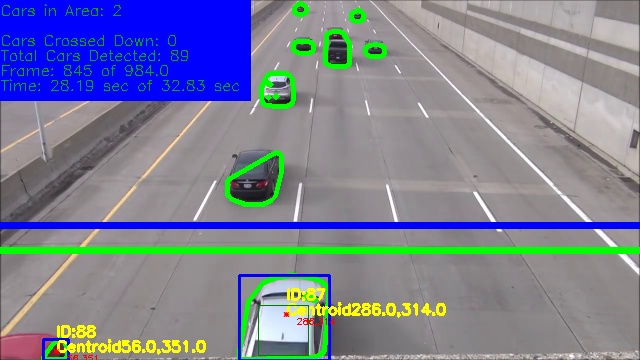 Cars in Area: 2
Cars Crossed Down: 0
Total Cars Detected: 89
Frame: 845 of 984.0
Time: 28.19 sec of 32.83 sec
ID:87
Centroid286.0,314.0
ID:88
Centroid56.0,351.0